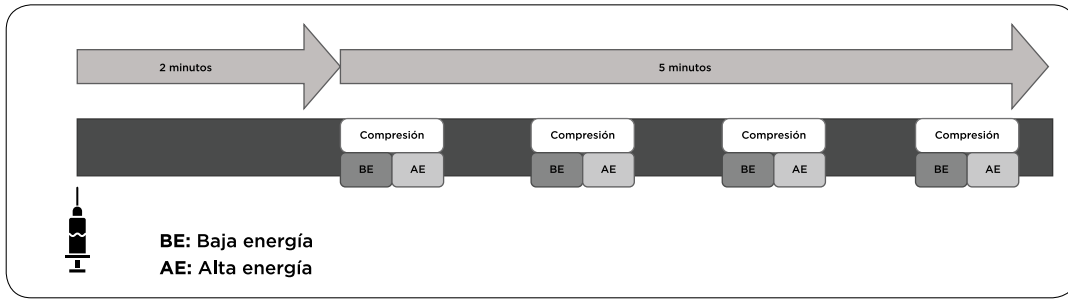 2 minutos
5 minutos
Compresión
Compresión
Compresión
Compresión
BE
AE
BE
AE
BE
AE
BE
AE
BE: Baja energía
AE: Alta energía